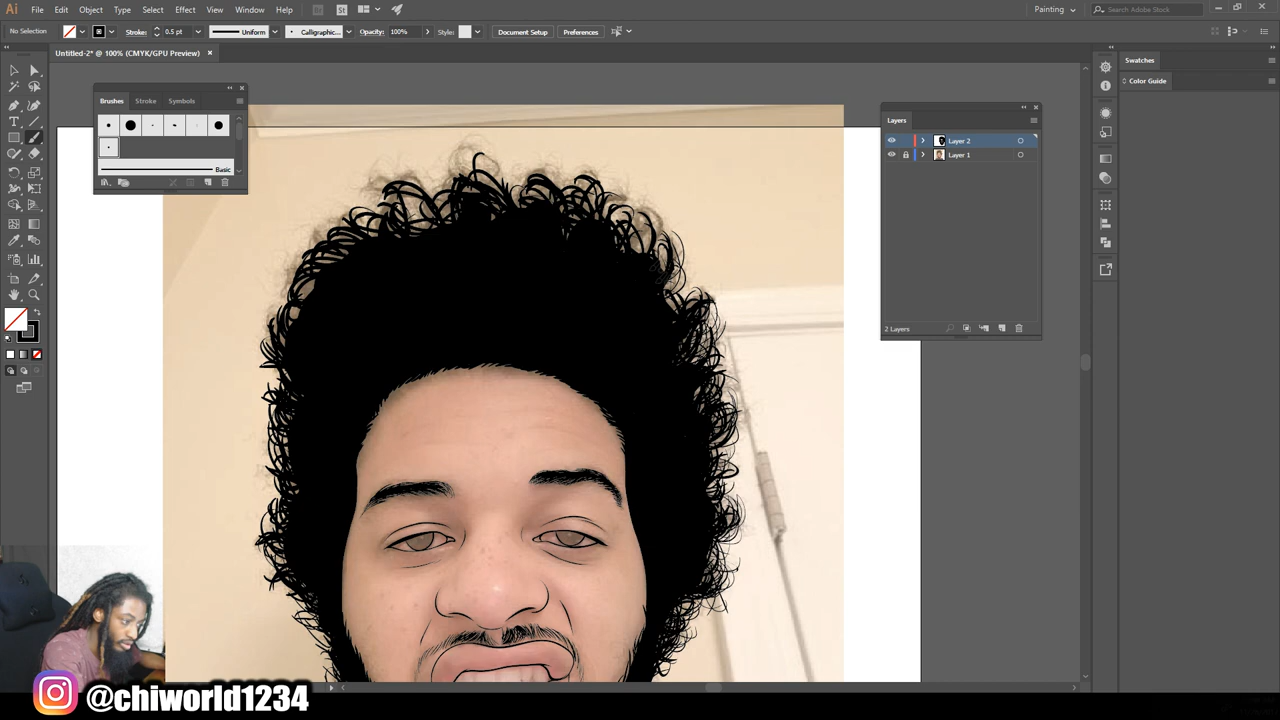 Ai File Edit Object Type Select Effect View Window Help Br St Painting Search Adobe Stock
No Selection Stroke: 0.5 pt Uniform Calligraphic... Opacity: 100% Style: Document Setup Preferences
Untitled-2* @ 100% (CMYK/GPU Preview)
Swatches
Color Guide
Brushes Stroke Symbols
Basic
Layers
Layer 2
Layer 1
2 Layers
@chiworld1234